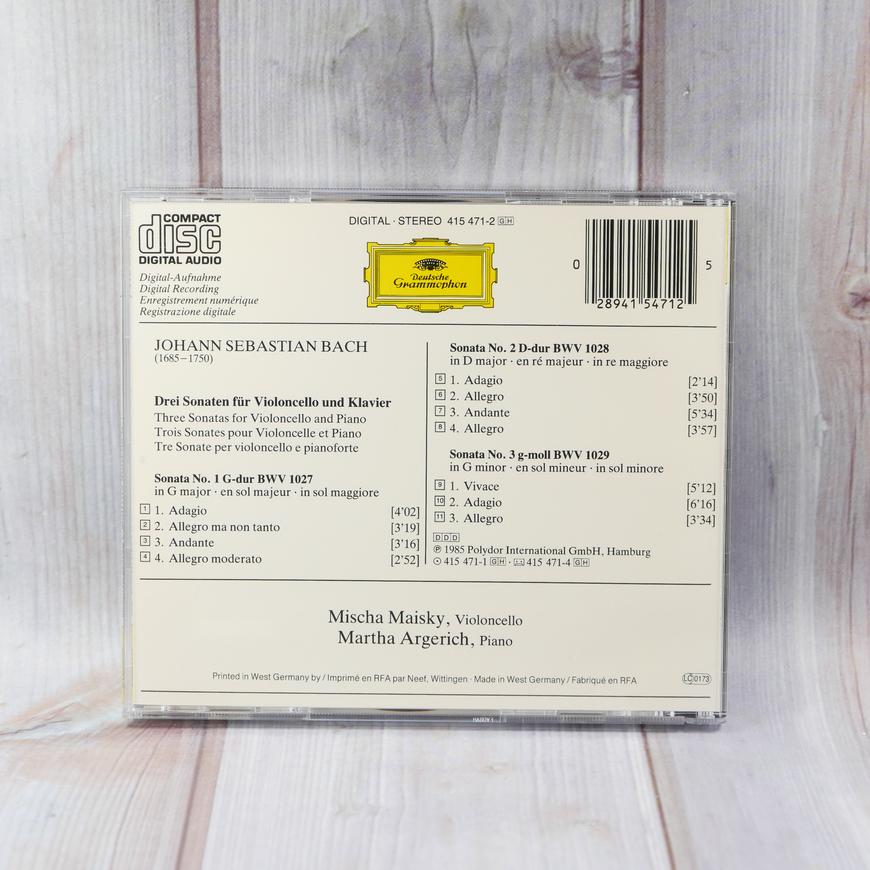 COMPACT
disc
DIGITAL AUDIO
Digital-Aufnahme
Digital Recording
Enregistrement numérique
Registrazione digitale
DIGITAL · STEREO 415 471-2 GH
Deutsche
Grammophon
0 28941 54712 5
JOHANN SEBASTIAN BACH
(1685–1750)
Drei Sonaten für Violoncello und Klavier
Three Sonatas for Violoncello and Piano
Trois Sonates pour Violoncelle et Piano
Tre Sonate per violoncello e pianoforte
Sonata No. 1 G-dur BWV 1027
in G major · en sol majeur · in sol maggiore
1 1. Adagio [4'02]
2 2. Allegro ma non tanto [3'19]
3 3. Andante [3'16]
4 4. Allegro moderato [2'52]
Sonata No. 2 D-dur BWV 1028
in D major · en ré majeur · in re maggiore
5 1. Adagio [2'14]
6 2. Allegro [3'50]
7 3. Andante [5'34]
8 4. Allegro [3'57]
Sonata No. 3 g-moll BWV 1029
in G minor · en sol mineur · in sol minore
9 1. Vivace [5'12]
10 2. Adagio [6'16]
11 3. Allegro [3'34]
DDD
℗ 1985 Polydor International GmbH, Hamburg
415 471-1 GH · 415 471-4 GH
Mischa Maisky, Violoncello
Martha Argerich, Piano
Printed in West Germany by / Imprimé en RFA par Neef, Wittingen · Made in West Germany / Fabriqué en RFA
LC 0173